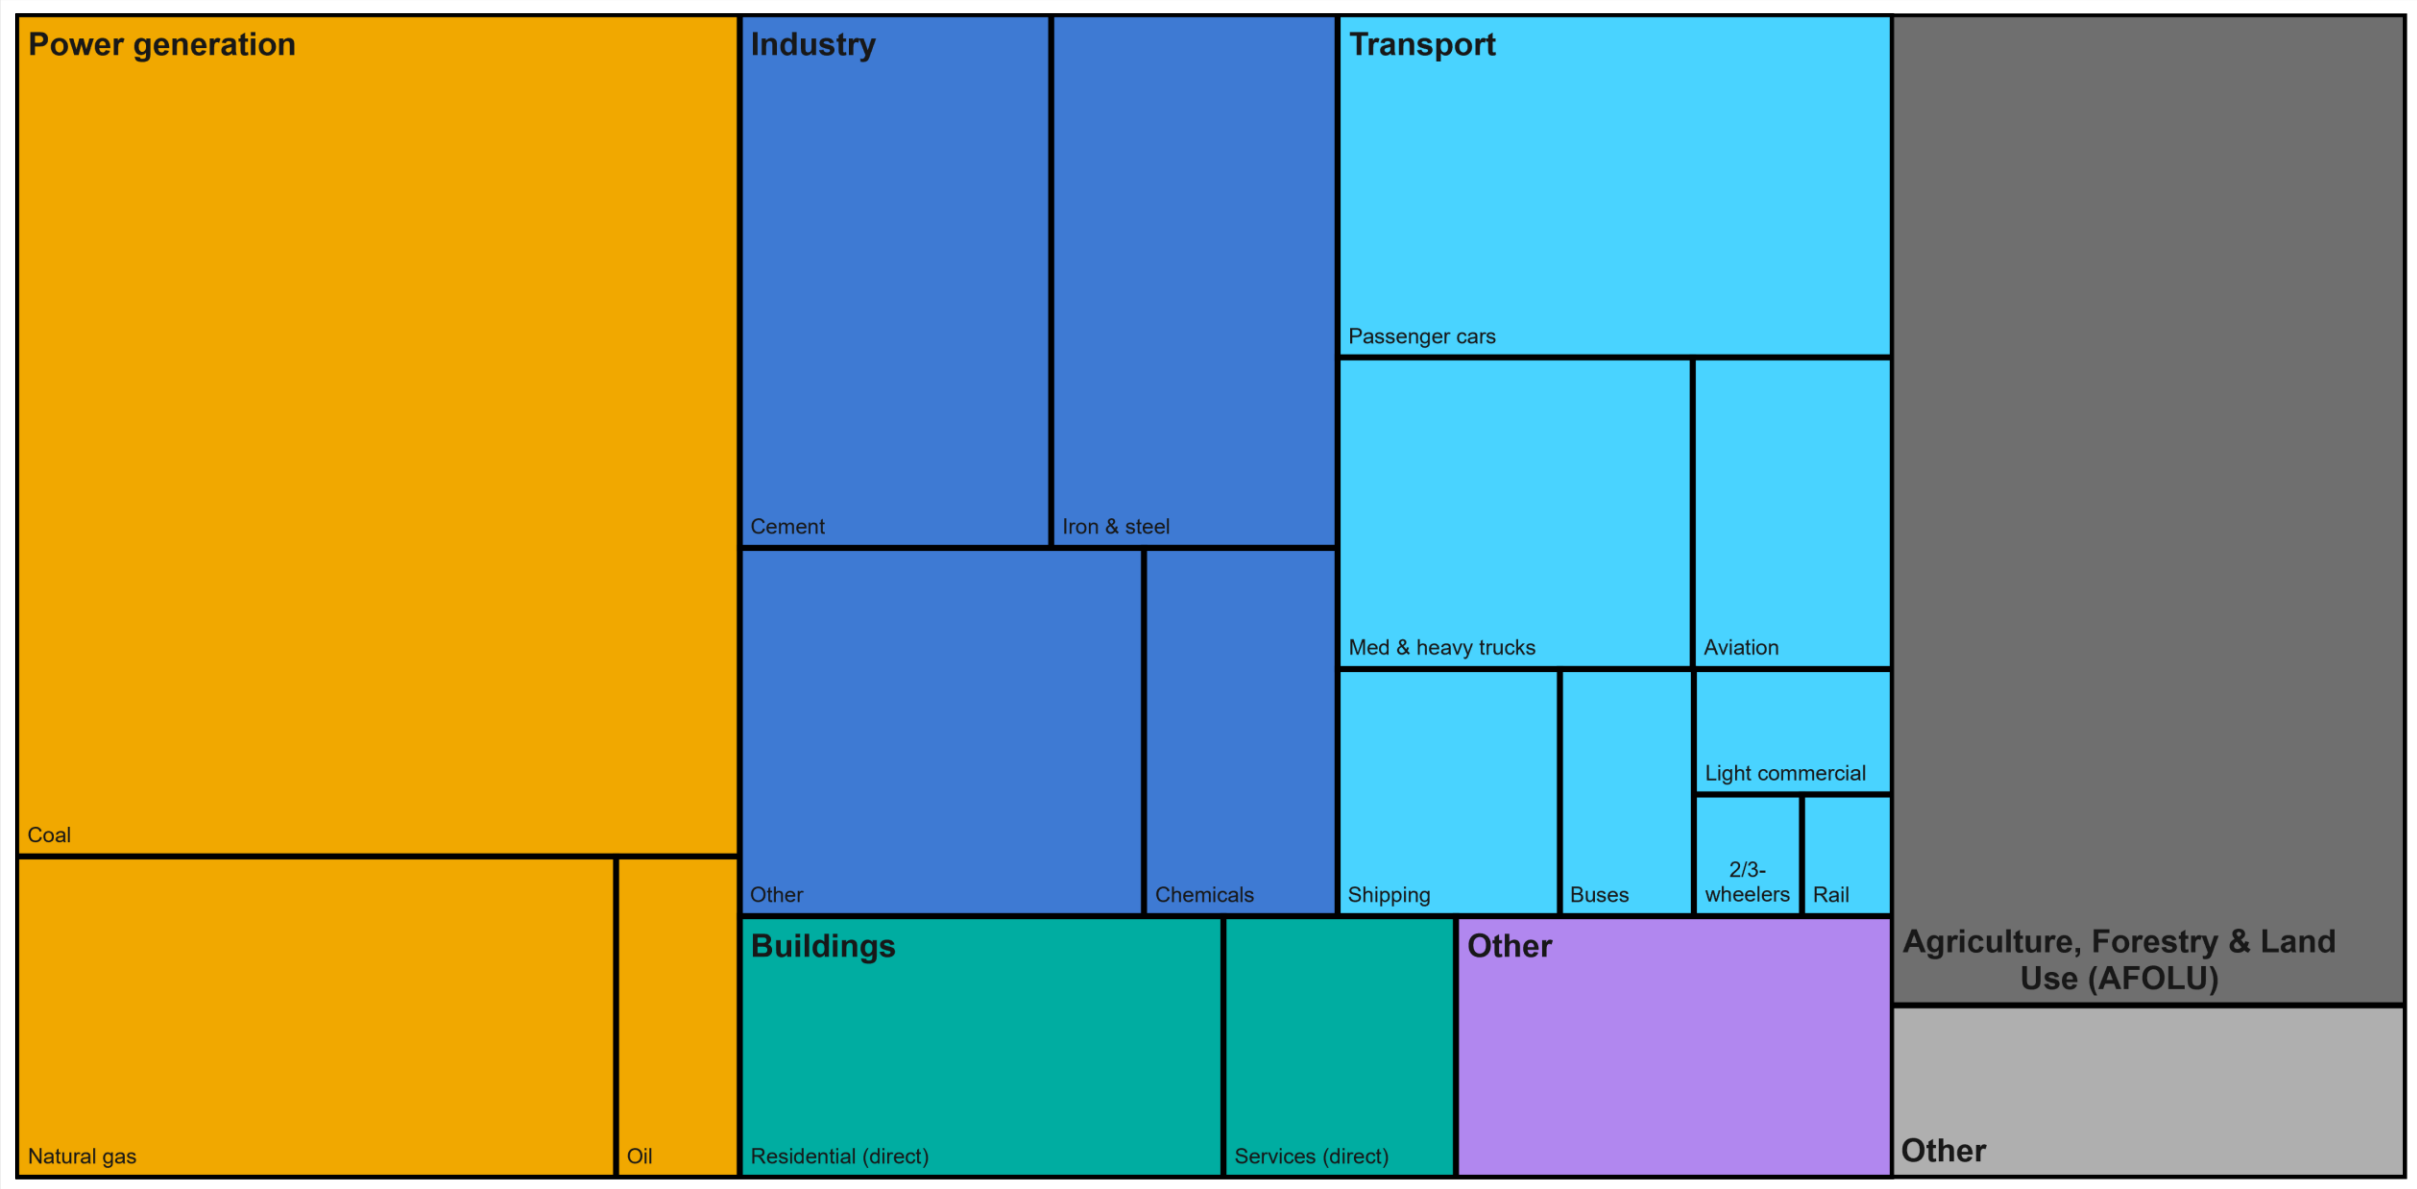 Power generation
Coal
Natural gas
Oil
Industry
Cement
Iron & steel
Other
Chemicals
Transport
Passenger cars
Med & heavy trucks
Aviation
Shipping
Buses
Light commercial
2/3-
wheelers
Rail
Buildings
Residential (direct)
Services (direct)
Other
Agriculture, Forestry & Land
Use (AFOLU)
Other